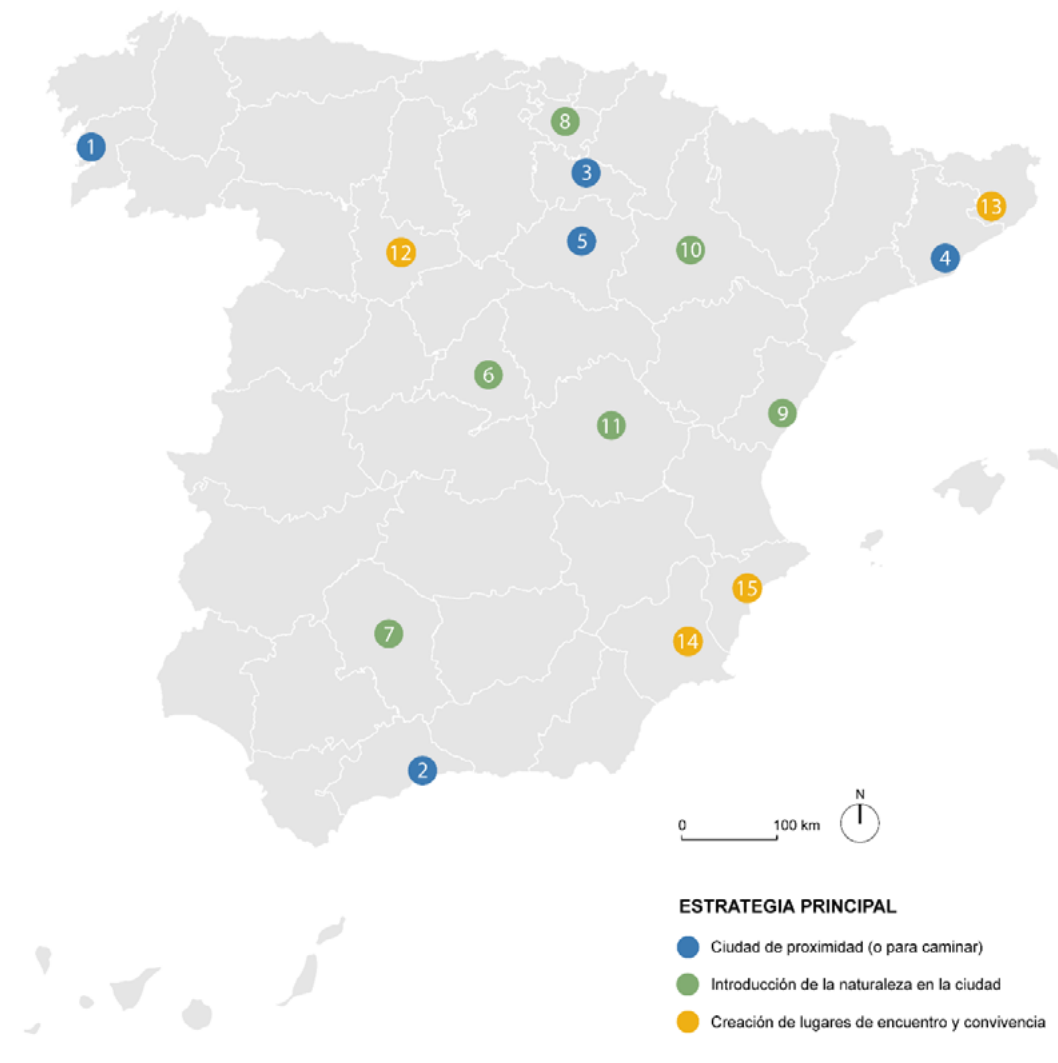 8
1
3
13
5
10
12
4
6
9
11
15
7
14
2
N
0
100 km
ESTRATEGIA PRINCIPAL
Ciudad de proximidad (o para caminar)
Introducción de la naturaleza en la ciudad
Creación de lugares de encuentro y convivencia